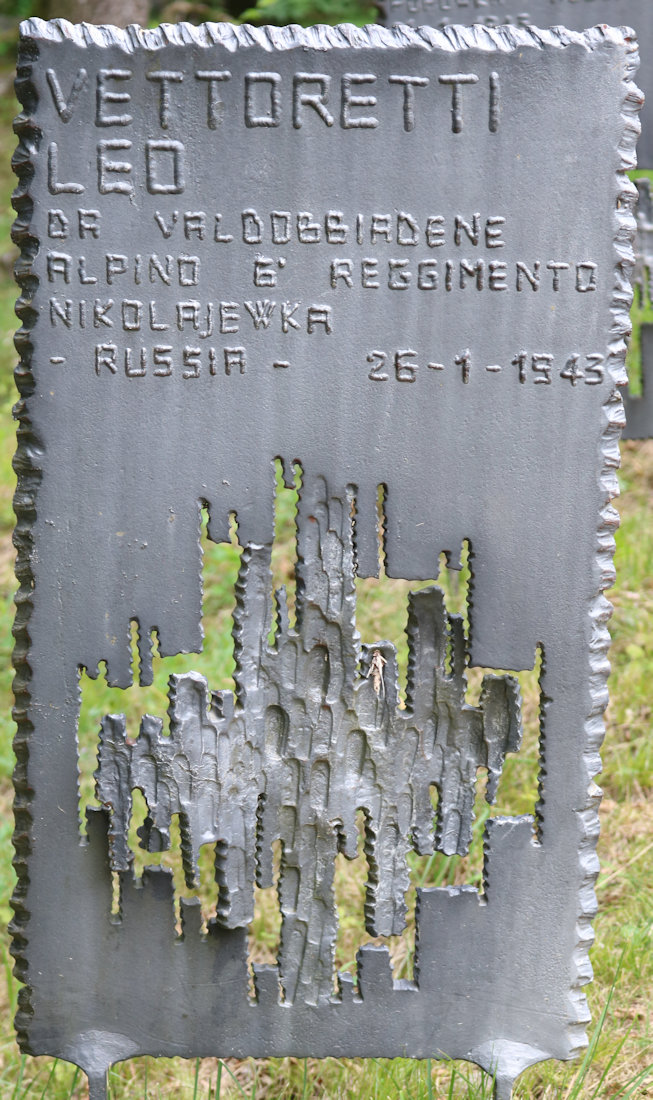 VETTORETTI
LEO
DA VALDOBBIADENE
ALPINO 6° REGGIMENTO
NIKOLAJEWKA
- RUSSIA - 26-1-1943